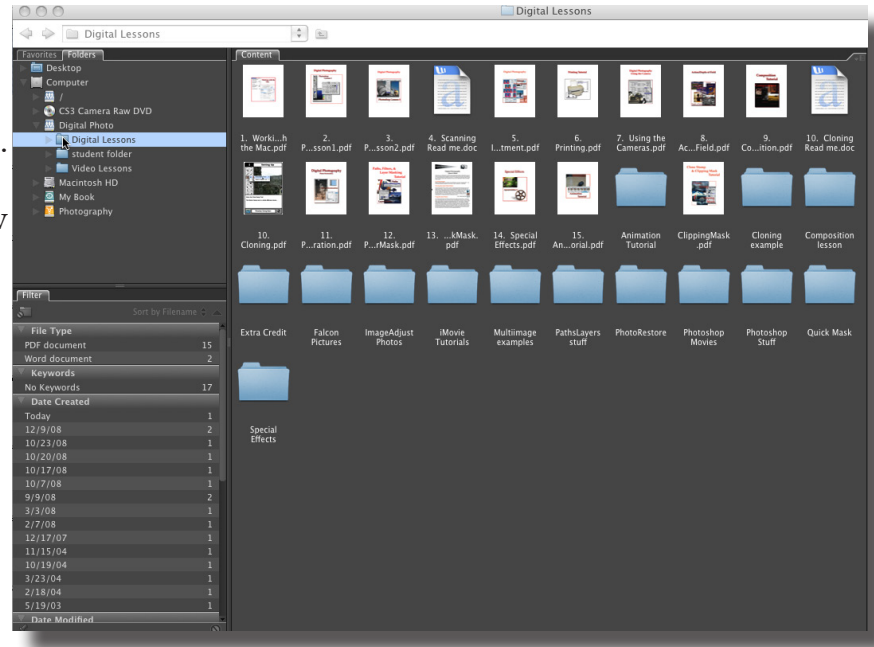 Digital Lessons
Digital Lessons
Favorites Folders
Desktop
Computer
/
CS3 Camera Raw DVD
Digital Photo
Digital Lessons
student folder
Video Lessons
Macintosh HD
My Book
Photography
Filter
Sort by Filename
File Type
PDF document 15
Word document 2
Keywords
No Keywords 17
Date Created
Today 1
12/9/08 2
10/23/08 1
10/20/08 1
10/17/08 1
10/7/08 1
9/9/08 2
3/3/08 1
2/7/08 1
12/17/07 1
11/15/04 1
10/19/04 1
3/23/04 1
2/18/04 1
5/19/03 1
Date Modified
Content
1. Worki...h the Mac.pdf
2. P...sson1.pdf
3. P...sson2.pdf
4. Scanning Read me.doc
5. I...tment.pdf
6. Printing.pdf
7. Using the Cameras.pdf
8. Ac...Field.pdf
9. Co...ition.pdf
10. Cloning Read me.doc
10. Cloning.pdf
11. P...ration.pdf
12. P...rMask.pdf
13. ...kMask.pdf
14. Special Effects.pdf
15. An...orial.pdf
Animation Tutorial
ClippingMask.pdf
Cloning example
Composition lesson
Extra Credit
Falcon Pictures
ImageAdjust Photos
iMovie Tutorials
Multiimage examples
PathsLayers stuff
PhotoRestore
Photoshop Movies
Photoshop Stuff
Quick Mask
Special Effects